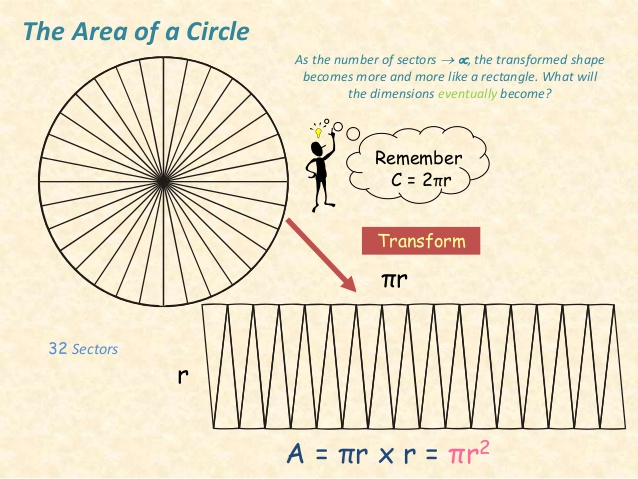 The Area of a Circle
As the number of sectors → ∞, the transformed shape
becomes more and more like a rectangle. What will
the dimensions eventually become?
Remember
C = 2πr
Transform
πr
32 Sectors
r
A = πr x r = πr²